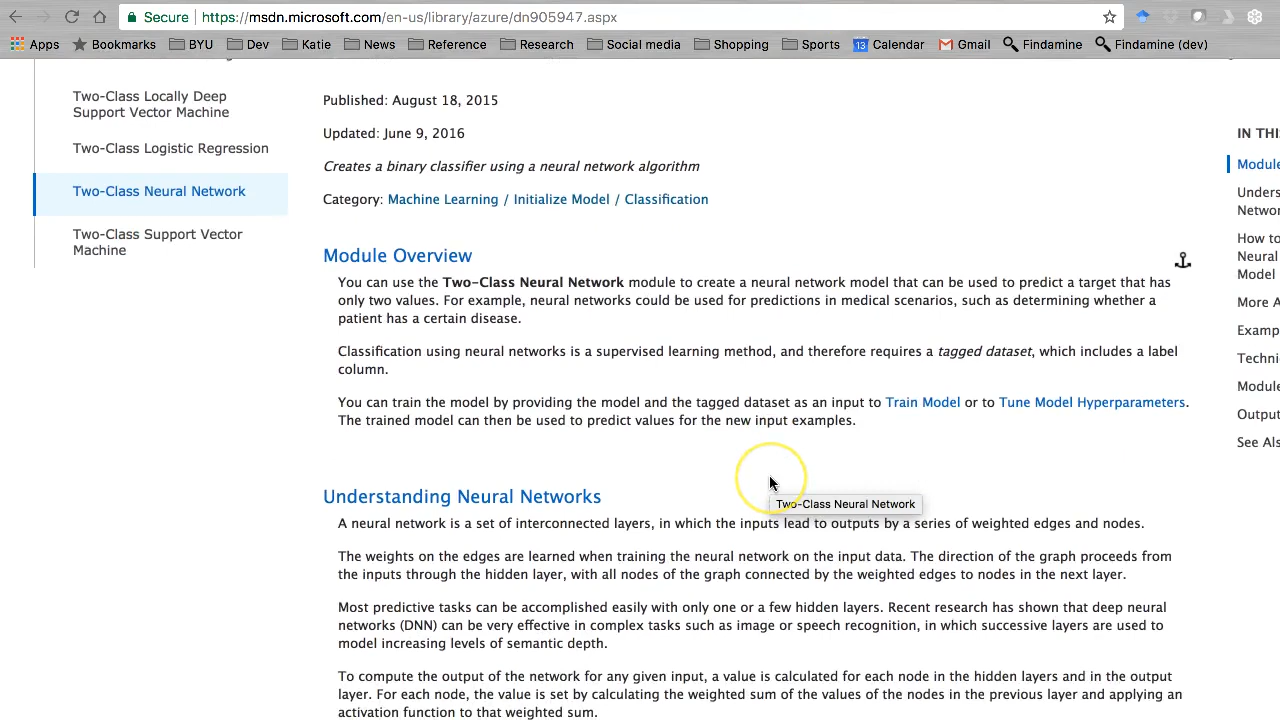 Secure https://msdn.microsoft.com/en-us/library/azure/dn905947.aspx
Apps Bookmarks BYU Dev Katie News Reference Research Social media Shopping Sports 13 Calendar Gmail Findamine Findamine (dev)
Two-Class Locally Deep
Support Vector Machine
Two-Class Logistic Regression
Two-Class Neural Network
Two-Class Support Vector
Machine
Published: August 18, 2015
Updated: June 9, 2016
Creates a binary classifier using a neural network algorithm
Category: Machine Learning / Initialize Model / Classification
Module Overview
You can use the Two-Class Neural Network module to create a neural network model that can be used to predict a target that has
only two values. For example, neural networks could be used for predictions in medical scenarios, such as determining whether a
patient has a certain disease.
Classification using neural networks is a supervised learning method, and therefore requires a tagged dataset, which includes a label
column.
You can train the model by providing the model and the tagged dataset as an input to Train Model or to Tune Model Hyperparameters.
The trained model can then be used to predict values for the new input examples.
Two-Class Neural Network
Understanding Neural Networks
A neural network is a set of interconnected layers, in which the inputs lead to outputs by a series of weighted edges and nodes.
The weights on the edges are learned when training the neural network on the input data. The direction of the graph proceeds from
the inputs through the hidden layer, with all nodes of the graph connected by the weighted edges to nodes in the next layer.
Most predictive tasks can be accomplished easily with only one or a few hidden layers. Recent research has shown that deep neural
networks (DNN) can be very effective in complex tasks such as image or speech recognition, in which successive layers are used to
model increasing levels of semantic depth.
To compute the output of the network for any given input, a value is calculated for each node in the hidden layers and in the output
layer. For each node, the value is set by calculating the weighted sum of the values of the nodes in the previous layer and applying an
activation function to that weighted sum.
IN THI
Module
Unders
Networ
How to
Neural
Model
More A
Examp
Techni
Module
Output
See Als